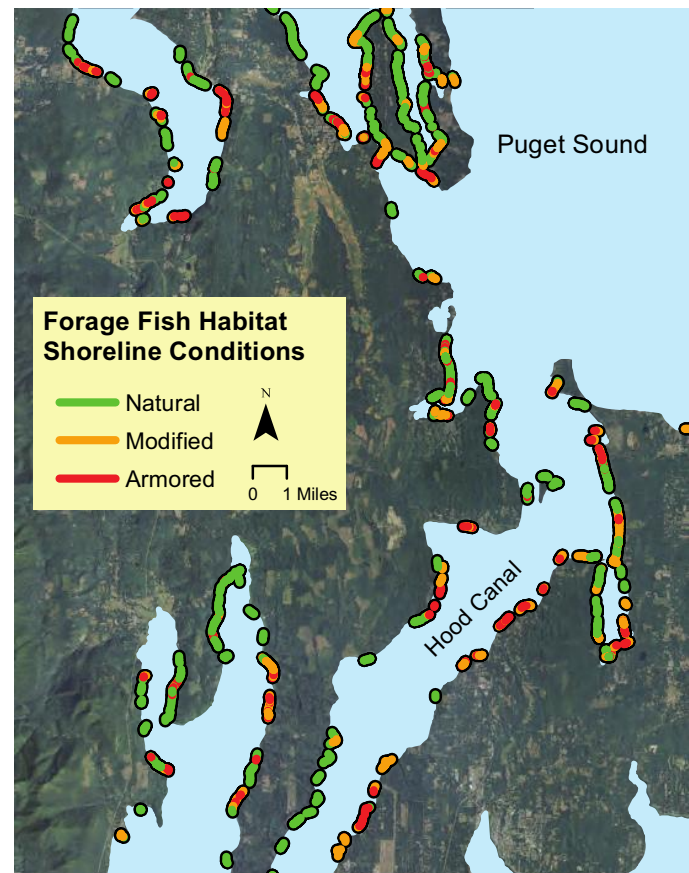 Puget Sound
Forage Fish Habitat
Shoreline Conditions
Natural
Modified
Armored
N
0 1 Miles
Hood Canal